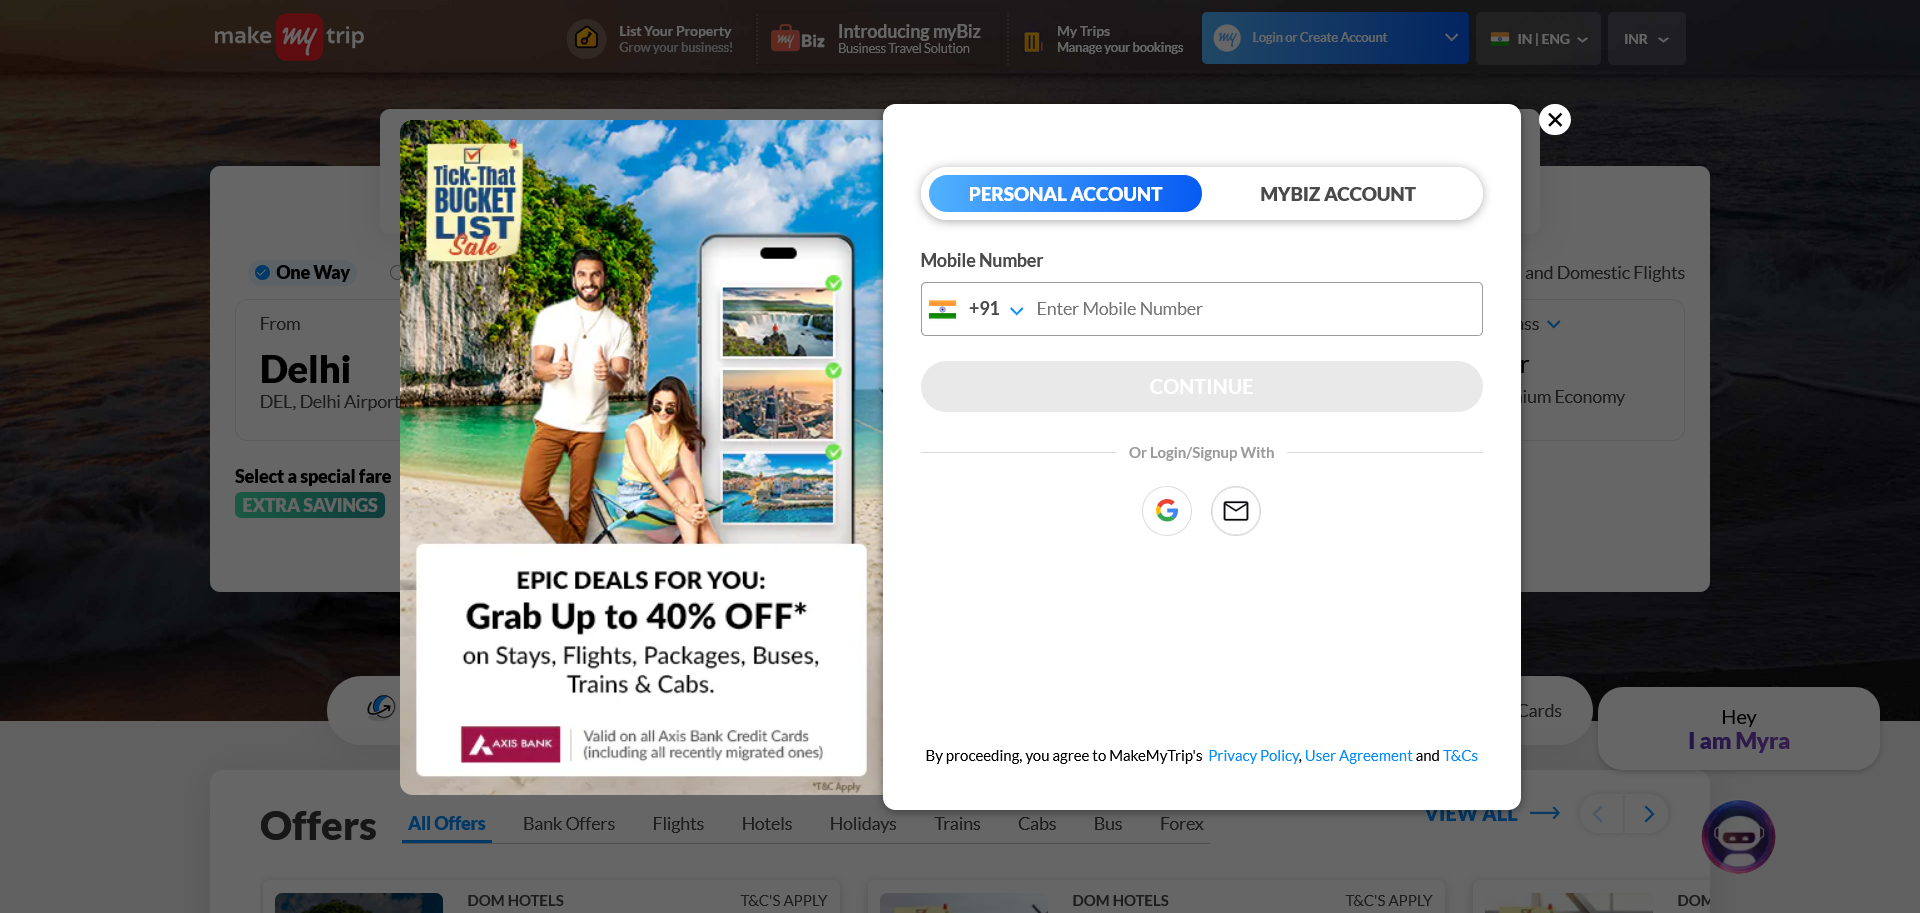 make my trip
List Your Property
Grow your business!
my Biz
Introducing myBiz
Business Travel Solution
My Trips
Manage your bookings
my
Login or Create Account
IN | ENG
INR
Tick-That
BUCKET
LIST
Sale
EPIC DEALS FOR YOU:
Grab Up to 40% OFF*
on Stays, Flights, Packages, Buses,
Trains & Cabs.
AXIS BANK
Valid on all Axis Bank Credit Cards
(including all recently migrated ones)
*T&C Apply
PERSONAL ACCOUNT
MYBIZ ACCOUNT
Mobile Number
+91
Enter Mobile Number
CONTINUE
Or Login/Signup With
By proceeding, you agree to MakeMyTrip's Privacy Policy, User Agreement and T&Cs
One Way
and Domestic Flights
From
Delhi
DEL, Delhi Airport
ass
r
ium Economy
Select a special fare
EXTRA SAVINGS
Cards
Hey
I am Myra
Offers
All Offers
Bank Offers
Flights
Hotels
Holidays
Trains
Cabs
Bus
Forex
VIEW ALL
DOM HOTELS
T&C'S APPLY
DOM HOTELS
T&C'S APPLY
DOM